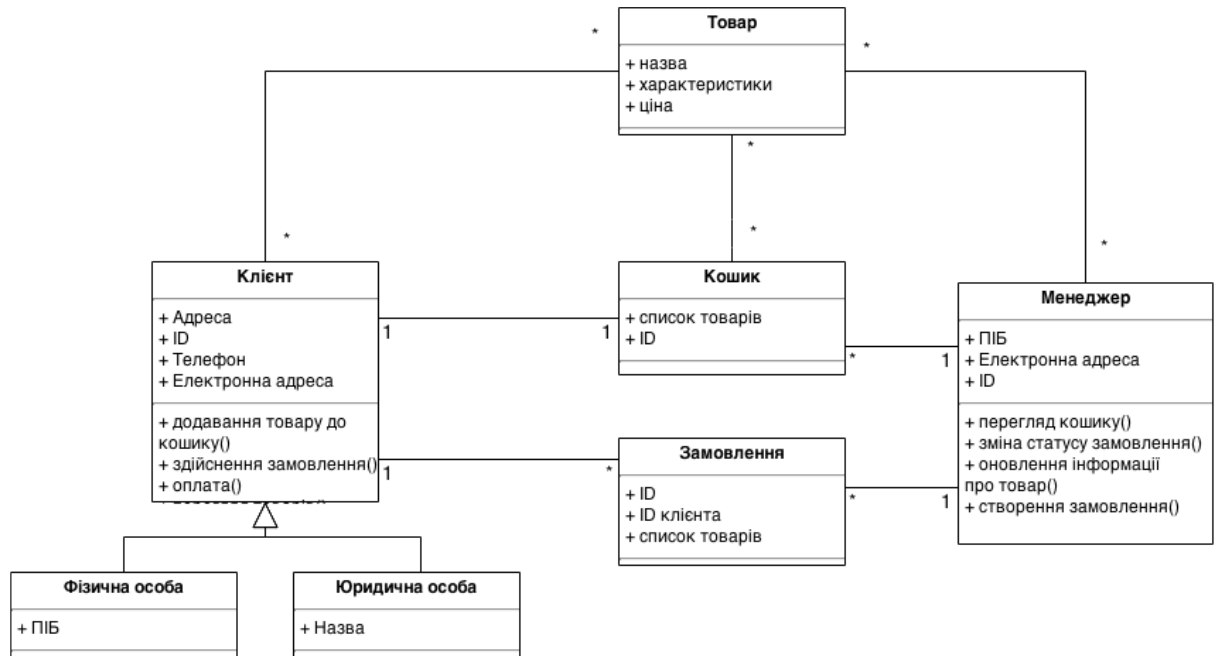 Товар
+ назва
+ характеристики
+ ціна
*
*
*
*
*
*
Клієнт
+ Адреса
+ ID
+ Телефон
+ Електронна адреса
+ додавання товару до
кошику()
+ здійснення замовлення()
+ оплата()
1
1
Кошик
+ список товарів
+ ID
*
1
Менеджер
+ ПІБ
+ Електронна адреса
+ ID
+ перегляд кошику()
+ зміна статусу замовлення()
+ оновлення інформації
про товар()
+ створення замовлення()
1
*
Замовлення
+ ID
+ ID клієнта
+ список товарів
*
1
Фізична особа
+ ПІБ
Юридична особа
+ Назва